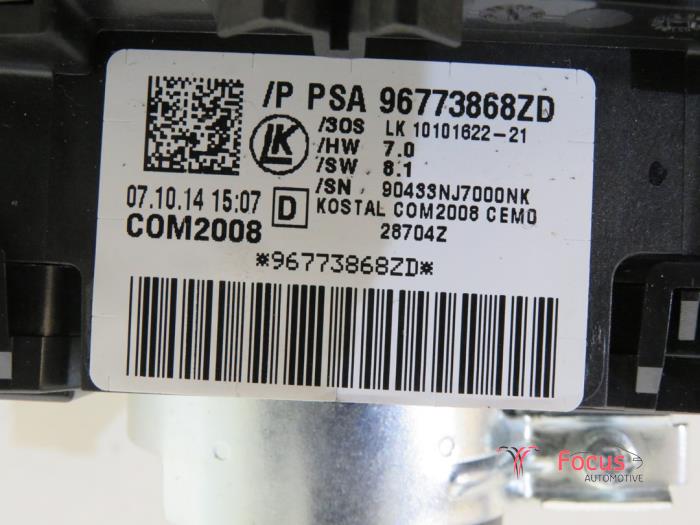 /P PSA 96773868ZD
/SOS LK 10101622-21
/HW 7.0
/SW 8.1
/SN 90433NJ7000NK
07.10.14 15:07 D KOSTAL COM2008 CEM0
COM2008 28704Z
*96773868ZD*
Focus
AUTOMOTIVE